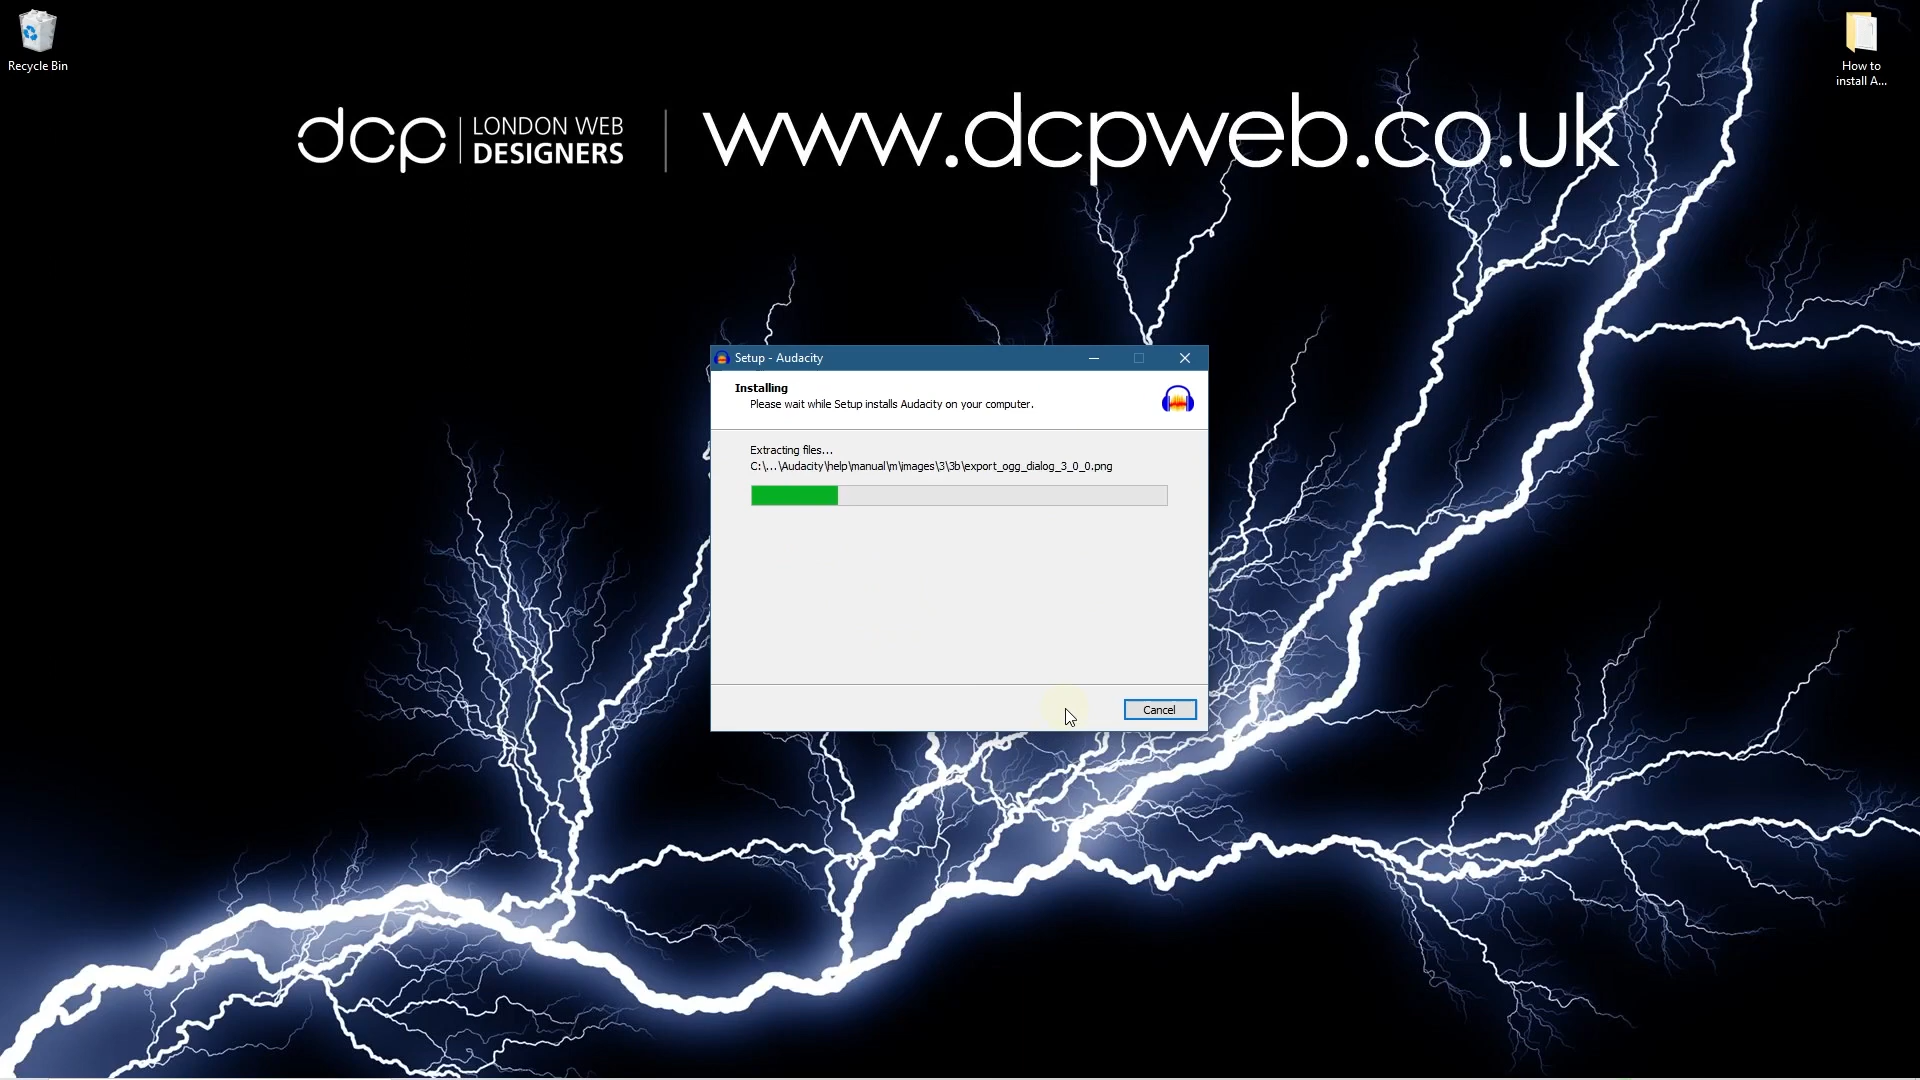 Recycle Bin
How to
install A...
dcp LONDON WEB
DESIGNERS
www.dcpweb.co.uk
Setup - Audacity
Installing
Please wait while Setup installs Audacity on your computer.
Extracting files...
C:\...\Audacity\help\manual\m\images\3\3b\export_ogg_dialog_3_0_0.png
Cancel